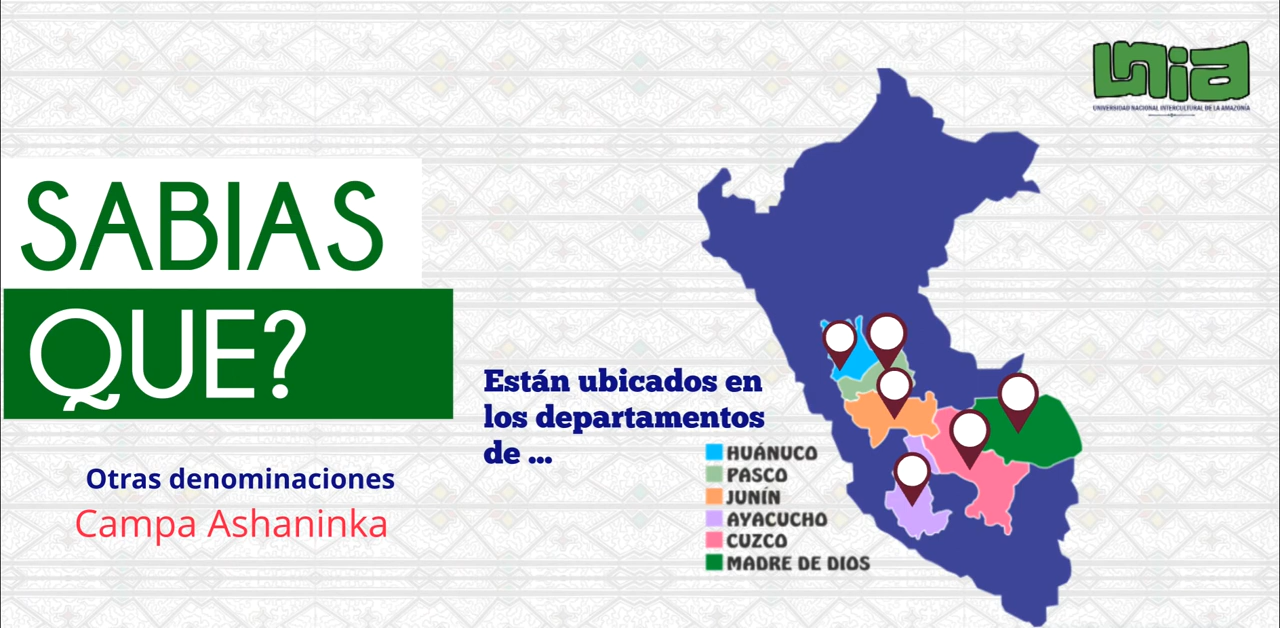 unia
UNIVERSIDAD NACIONAL INTERCULTURAL DE LA AMAZONÍA
SABIAS
QUE?
Otras denominaciones
Campa Ashaninka
Están ubicados en
los departamentos
de ...
HUÁNUCO
PASCO
JUNÍN
AYACUCHO
CUZCO
MADRE DE DIOS